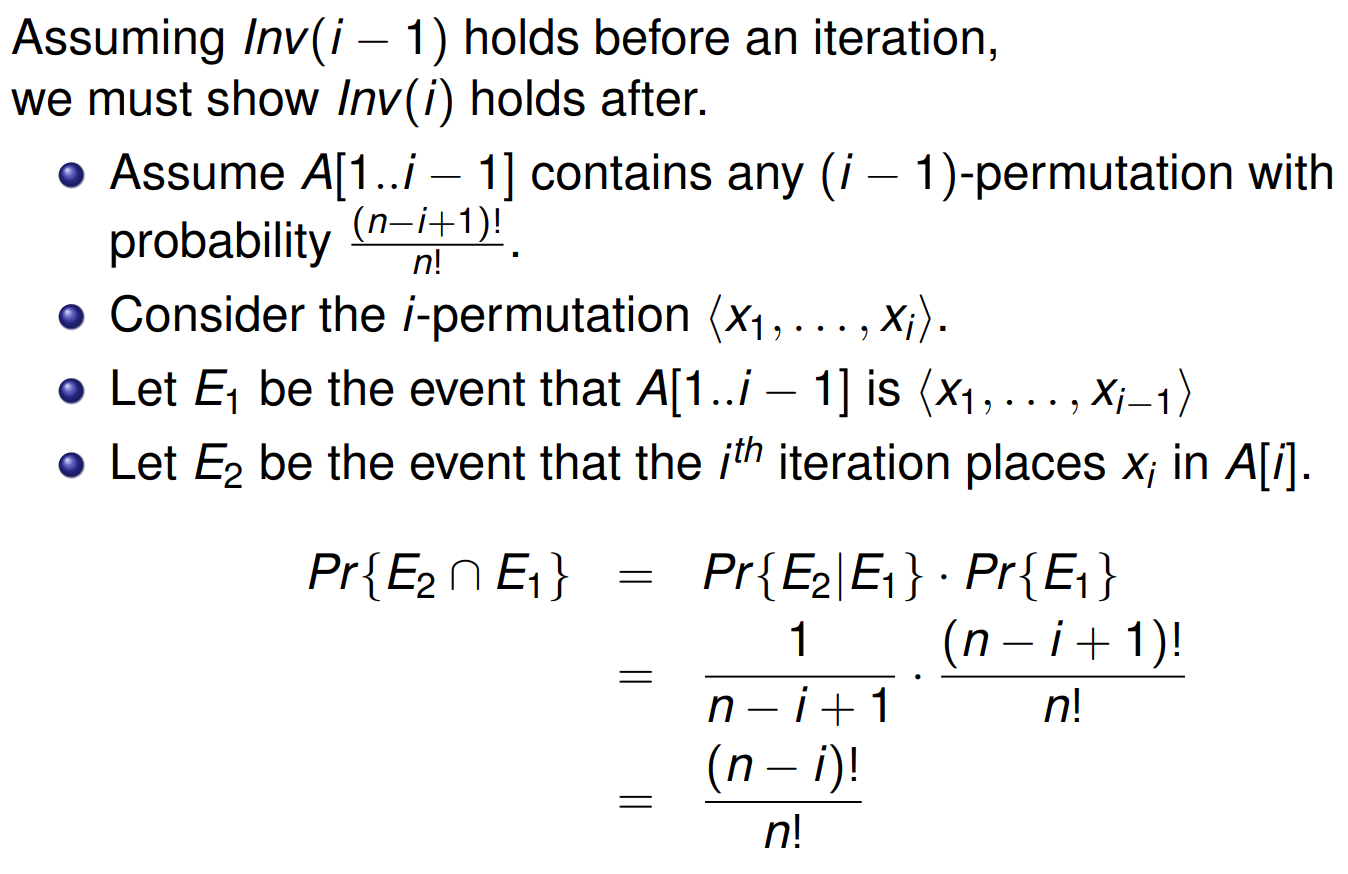 Assuming Inv(i − 1) holds before an iteration,
we must show Inv(i) holds after.
Assume A[1..i − 1] contains any (i − 1)-permutation with
probability (n−i+1)!/n!.
Consider the i-permutation ⟨x₁, . . . , xᵢ⟩.
Let E₁ be the event that A[1..i − 1] is ⟨x₁, . . . , xᵢ₋₁⟩
Let E₂ be the event that the iᵗʰ iteration places xᵢ in A[i].
Pr{E₂ ∩ E₁} = Pr{E₂|E₁} · Pr{E₁}
= 1/(n − i + 1) · (n − i + 1)!/n!
= (n − i)!/n!